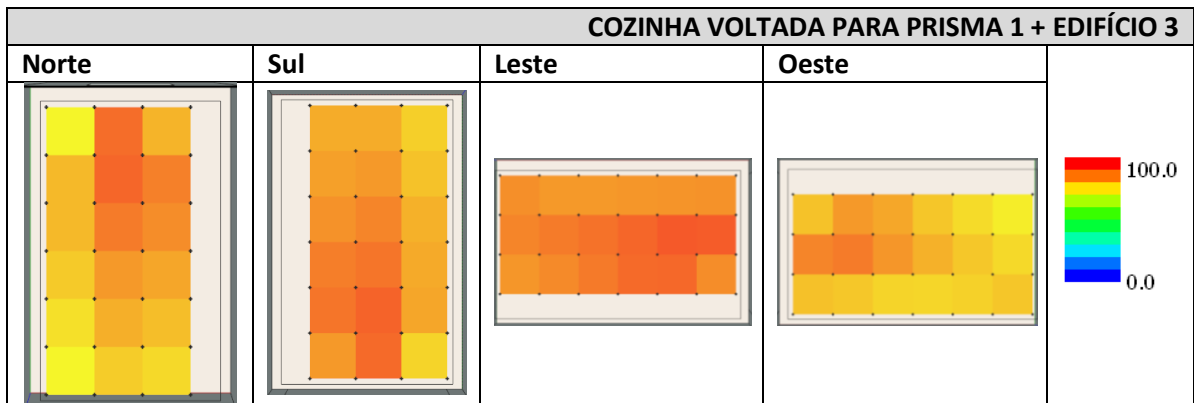 COZINHA VOLTADA PARA PRISMA 1 + EDIFÍCIO 3
Norte Sul Leste Oeste
100.0
0.0